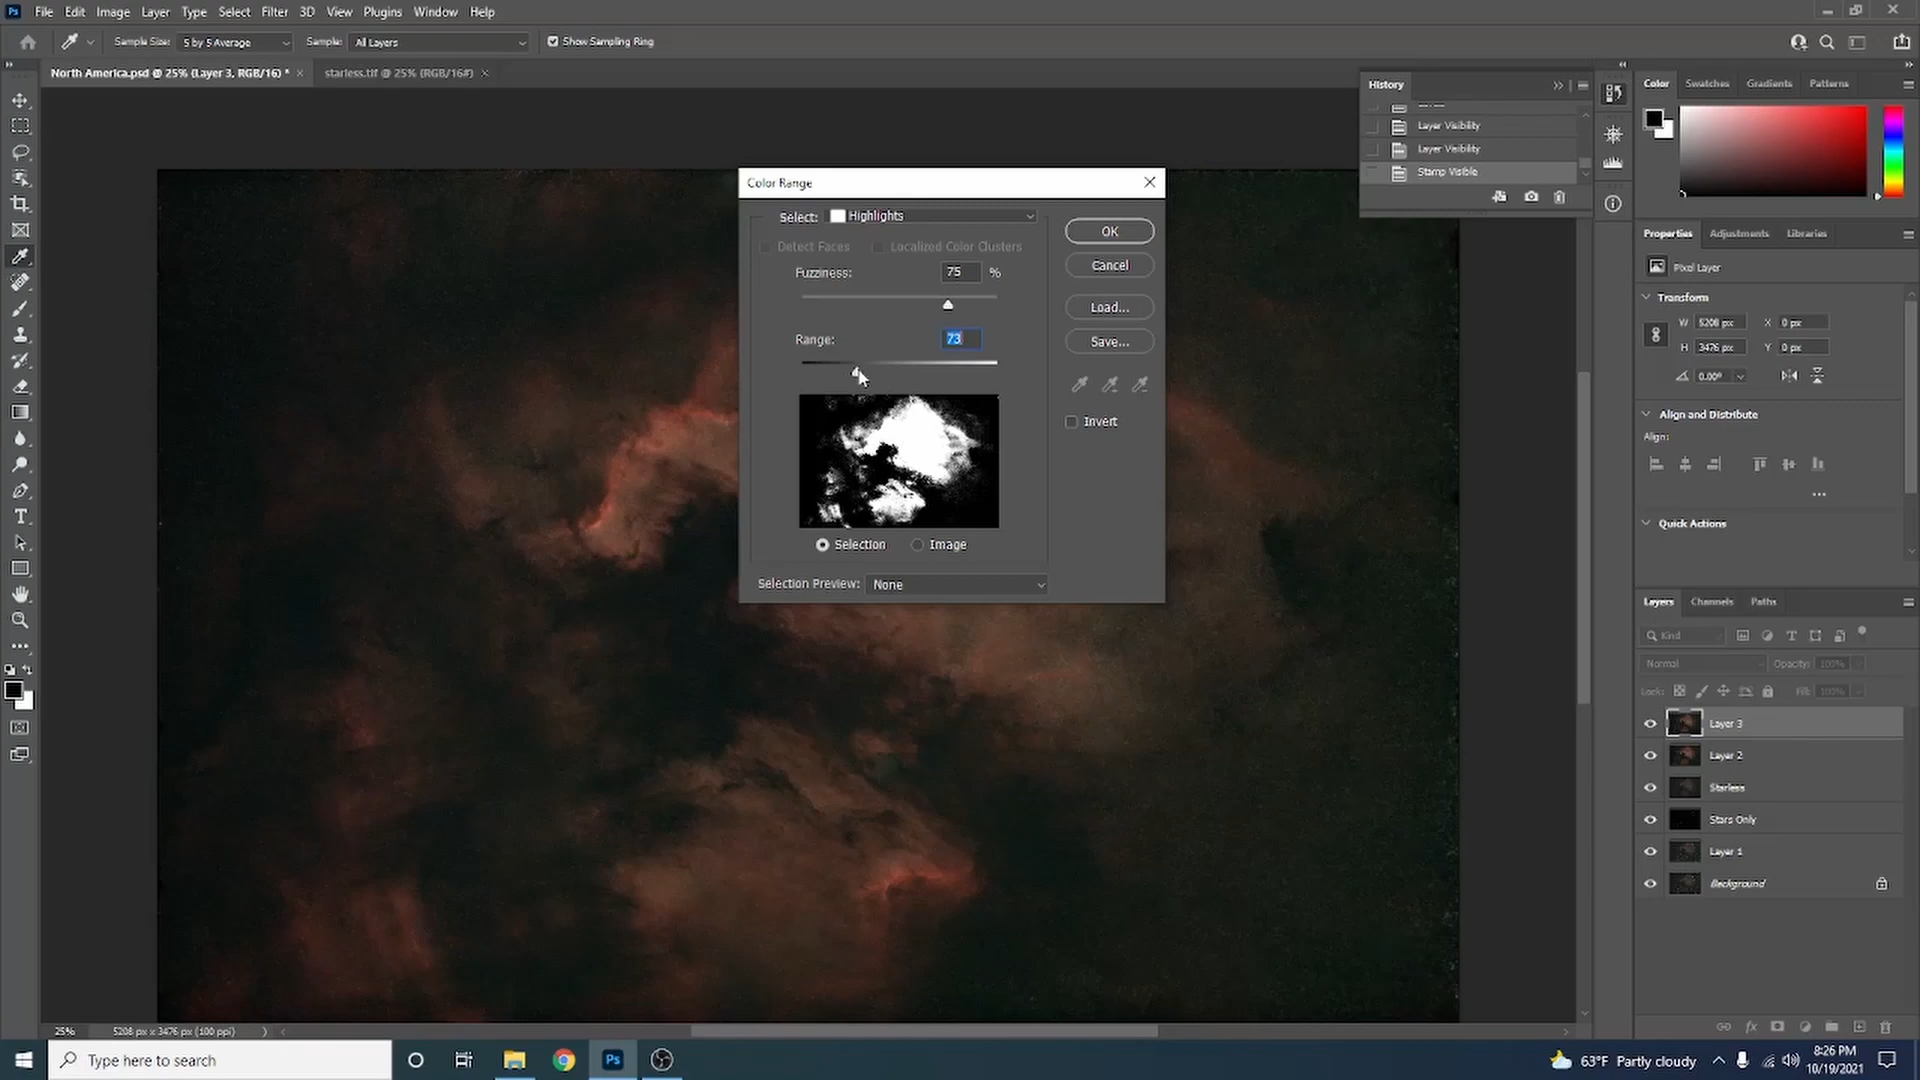 Ps File Edit Image Layer Type Select Filter 3D View Plugins Window Help
Sample Size: 5 by 5 Average Sample: All Layers Show Sampling Ring
North America.psd @ 25% (Layer 3, RGB/16) * × starless.tif @ 25% (RGB/16#) ×
History
Layer Visibility
Layer Visibility
Stamp Visible
Color Swatches Gradients Patterns
Color Range
Select: Highlights
Detect Faces Localized Color Clusters
Fuzziness: 75 %
Range: 73
Selection Image
Selection Preview: None
OK
Cancel
Load...
Save...
Invert
Properties Adjustments Libraries
Pixel Layer
Transform
W 5208 px X 0 px
H 3476 px Y 0 px
0.00°
Align and Distribute
Align:
Quick Actions
Layers Channels Paths
Kind
Normal Opacity: 100%
Lock: Fill: 100%
Layer 3
Layer 2
Starless
Stars Only
Layer 1
Background
25% 5208 px x 3476 px (100 ppi)
Type here to search
Ps
63°F Partly cloudy
8:26 PM
10/19/2021